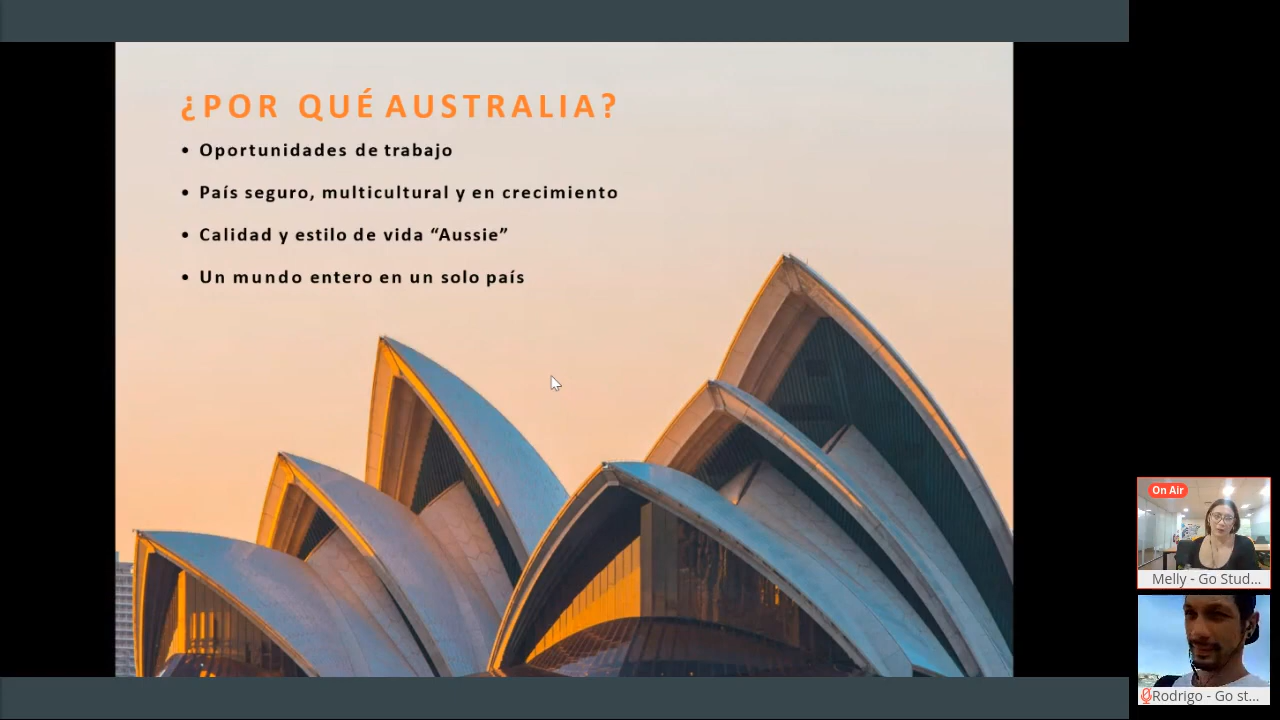 ¿POR QUÉ AUSTRALIA?
• Oportunidades de trabajo
• País seguro, multicultural y en crecimiento
• Calidad y estilo de vida “Aussie”
• Un mundo entero en un solo país
On Air
Melly - Go Stud...
Rodrigo - Go st...